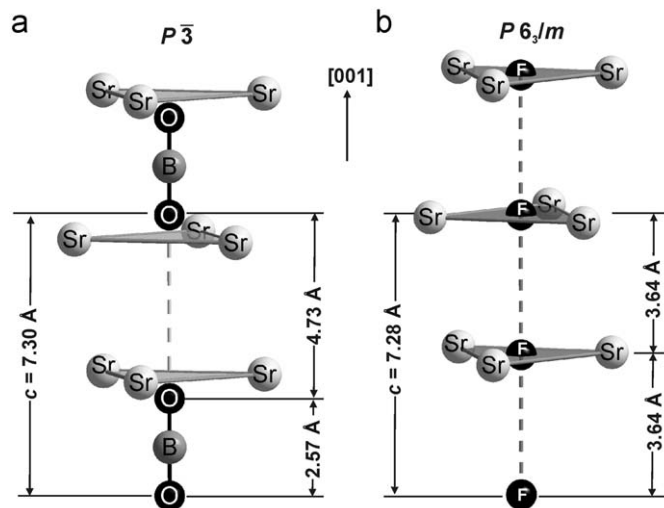 a
P 3̅
Sr Sr Sr
O
B
O
Sr Sr Sr
Sr Sr Sr
O
B
O
c = 7.30 Å
4.73 Å
2.57 Å
[001]
b
P 6₃/m
Sr F Sr
Sr
Sr F Sr
Sr
Sr F Sr
Sr
F
c = 7.28 Å
3.64 Å
3.64 Å